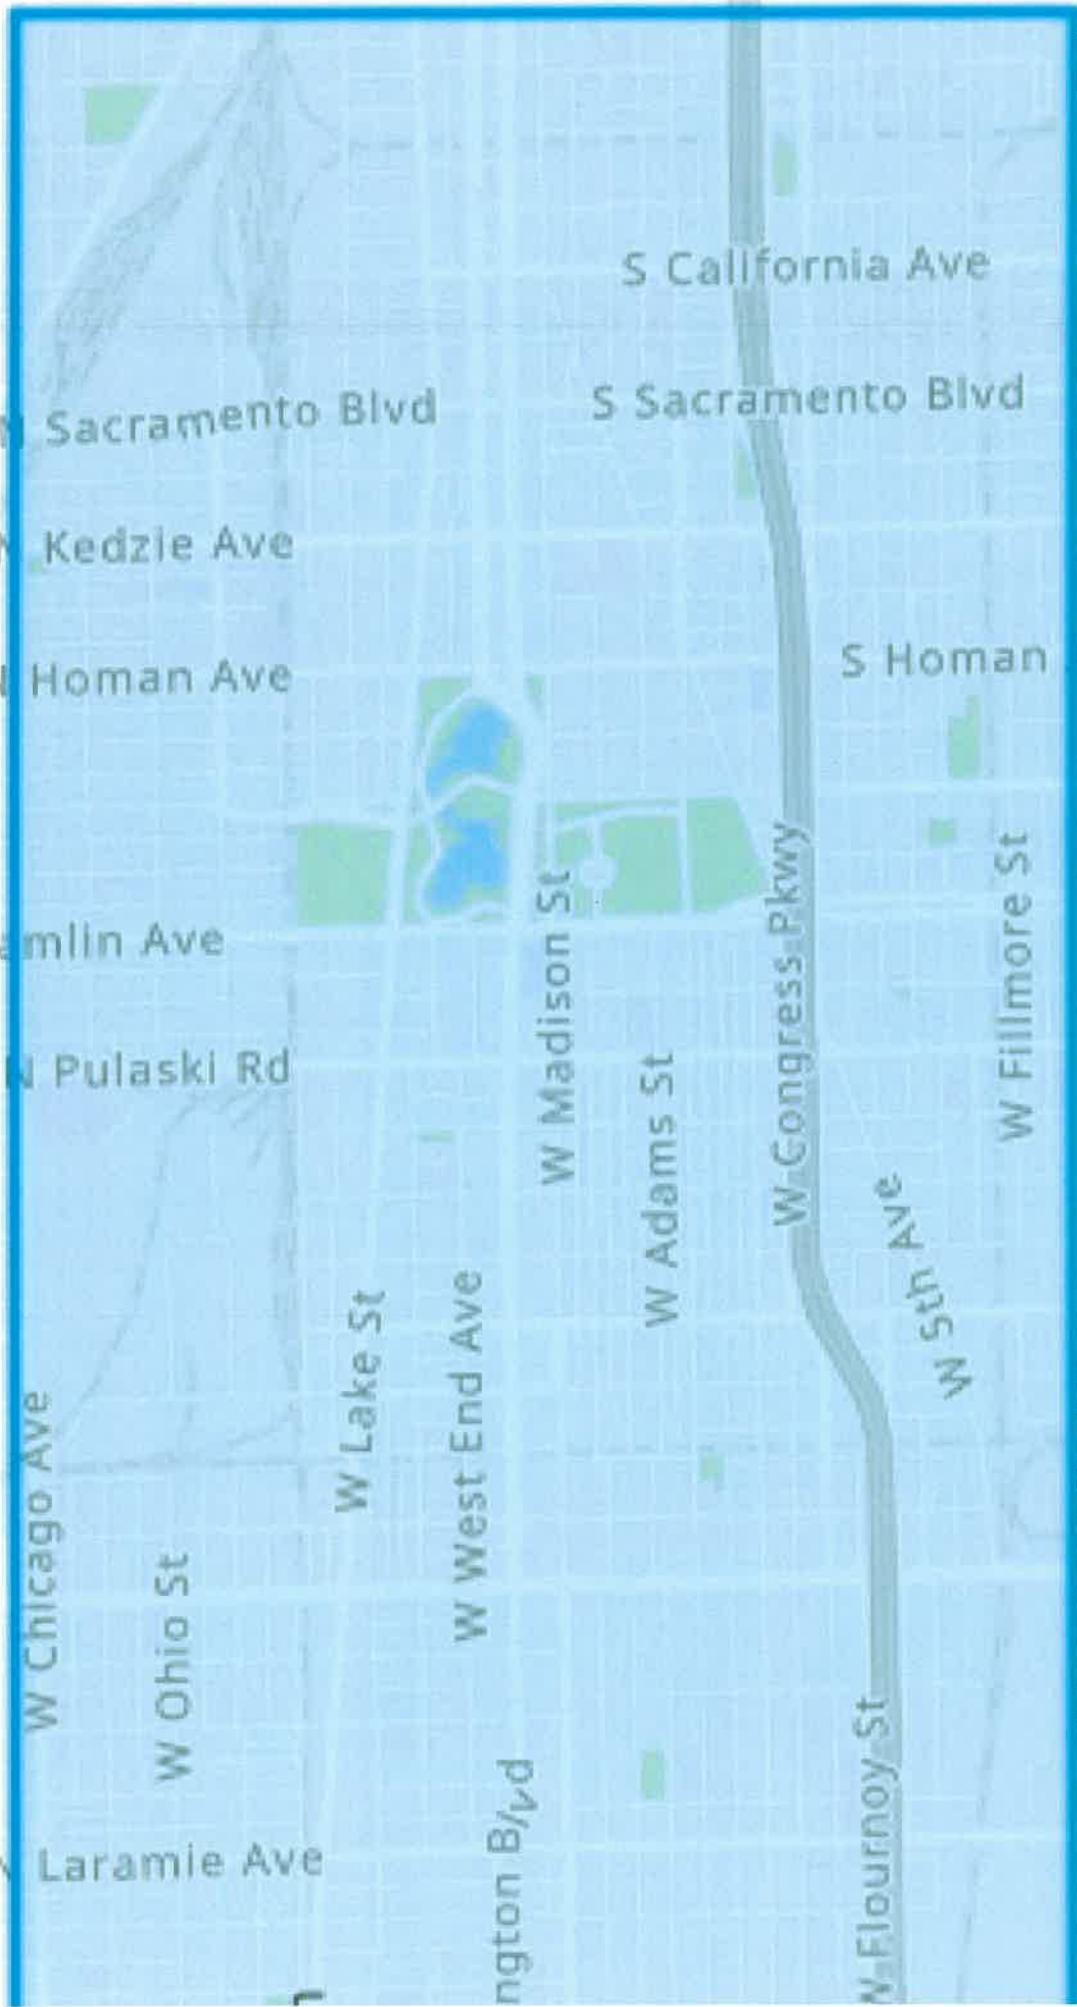 S California Ave
N Sacramento Blvd
S Sacramento Blvd
Kedzie Ave
Homan Ave
S Homan
mlin Ave
N Pulaski Rd
W Madison St
W Congress Pkwy
W Fillmore St
W Adams St
W 5th Ave
W Lake St
W West End Ave
W Chicago Ave
W Ohio St
W Flournoy St
ngton Blvd
Laramie Ave